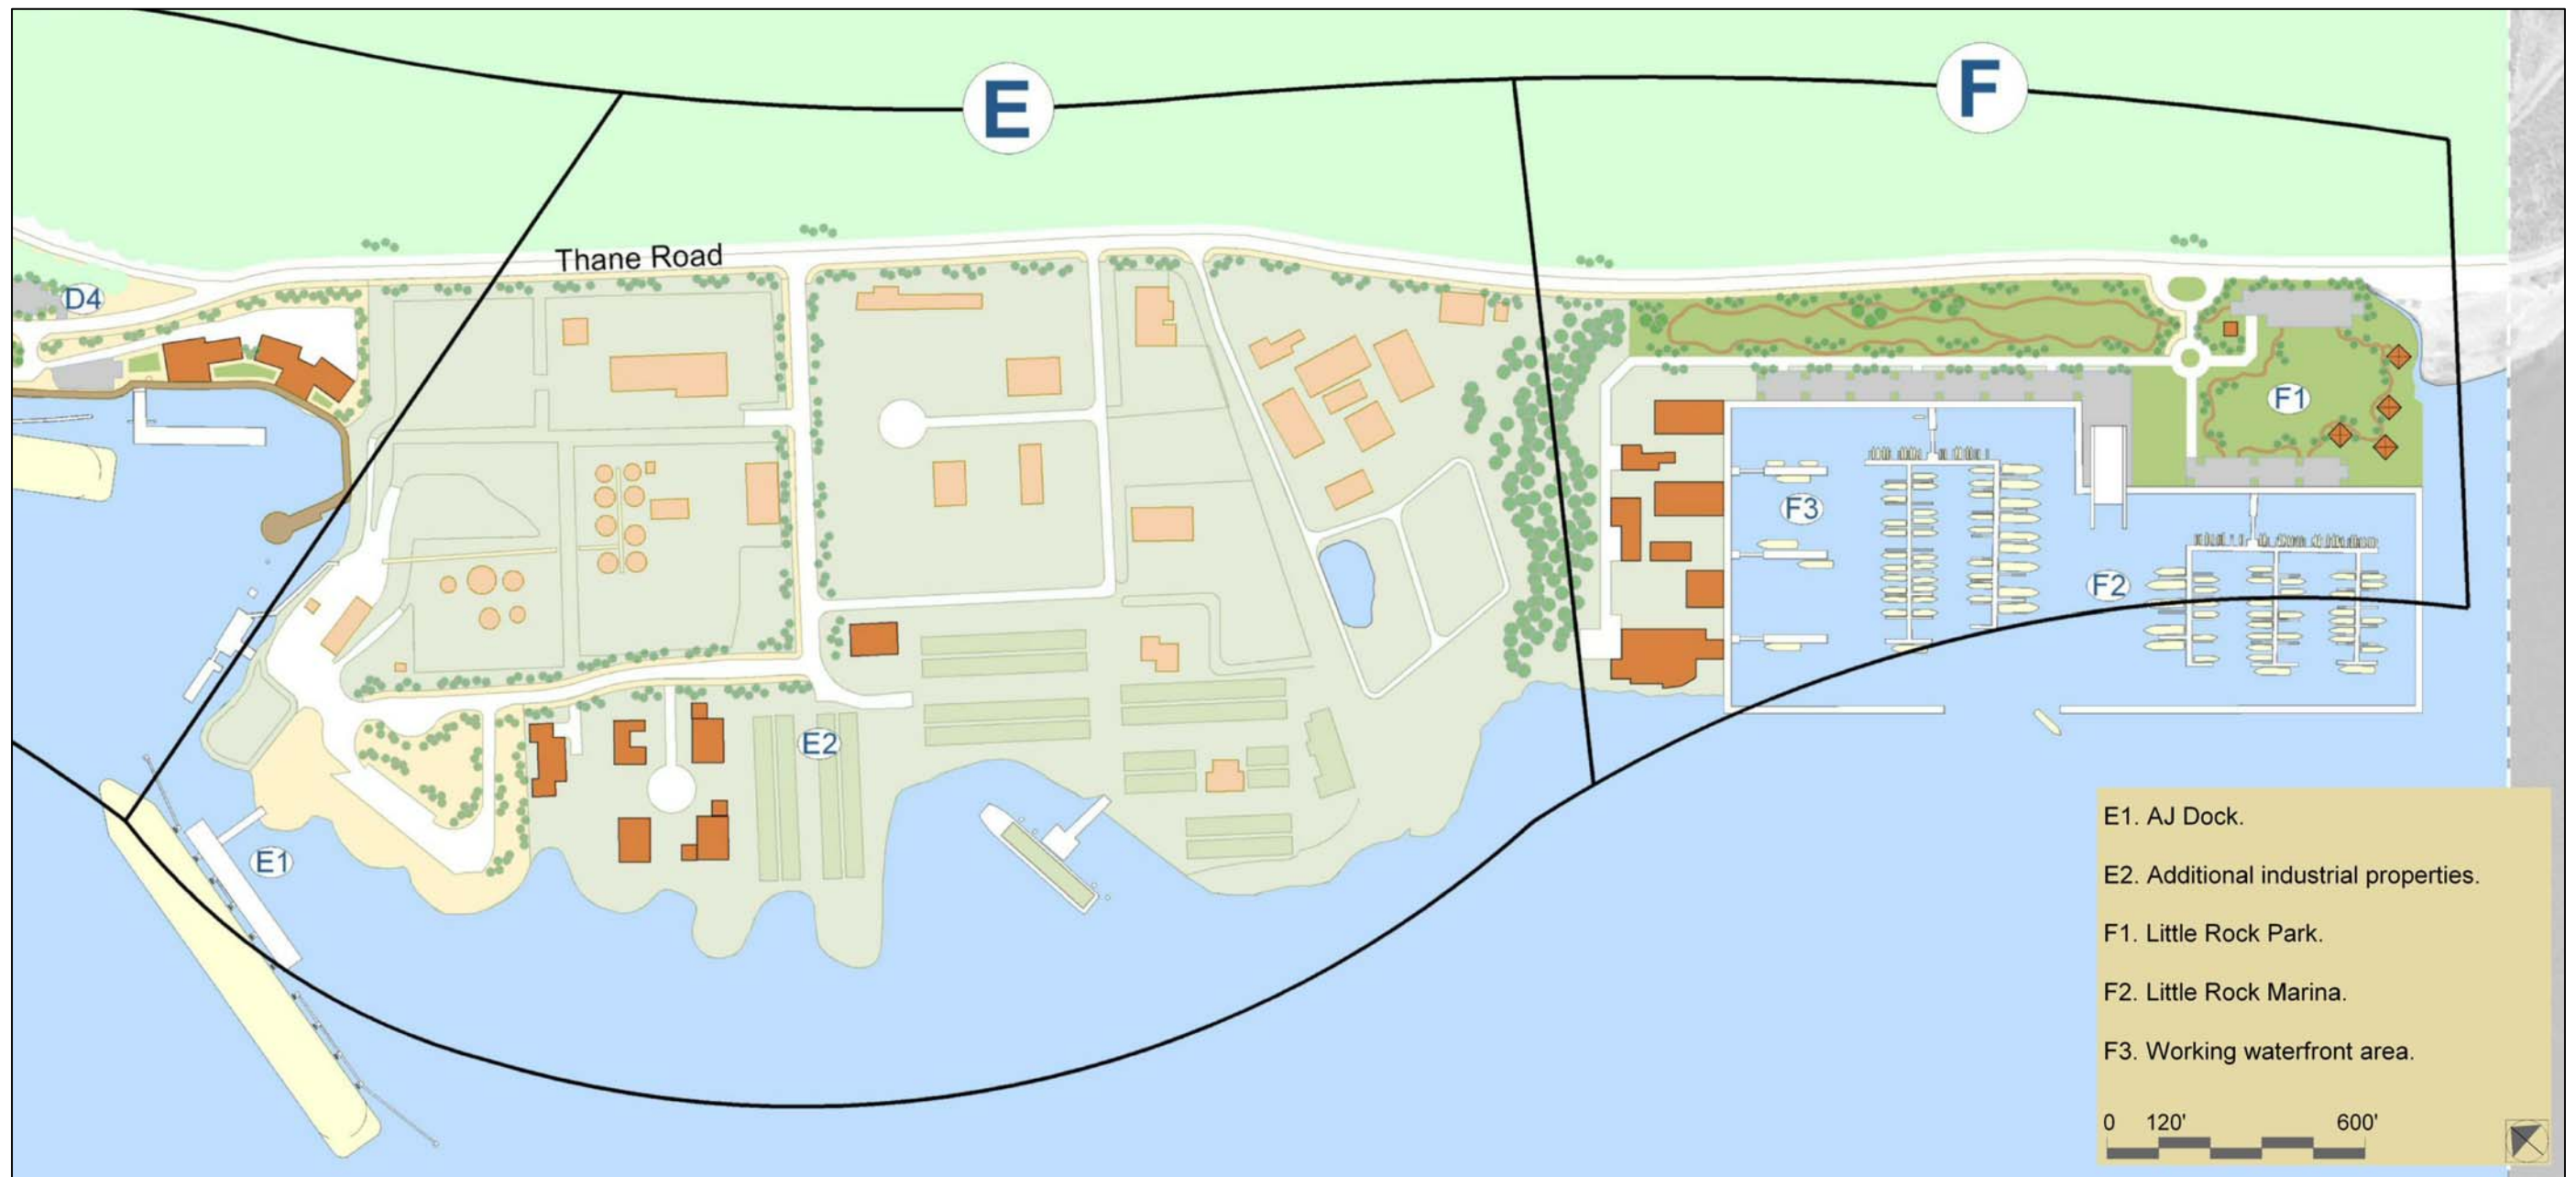 E
F
Thane Road
D4
F1
F3
F2
E2
E1
E1. AJ Dock.
E2. Additional industrial properties.
F1. Little Rock Park.
F2. Little Rock Marina.
F3. Working waterfront area.
0 120' 600'